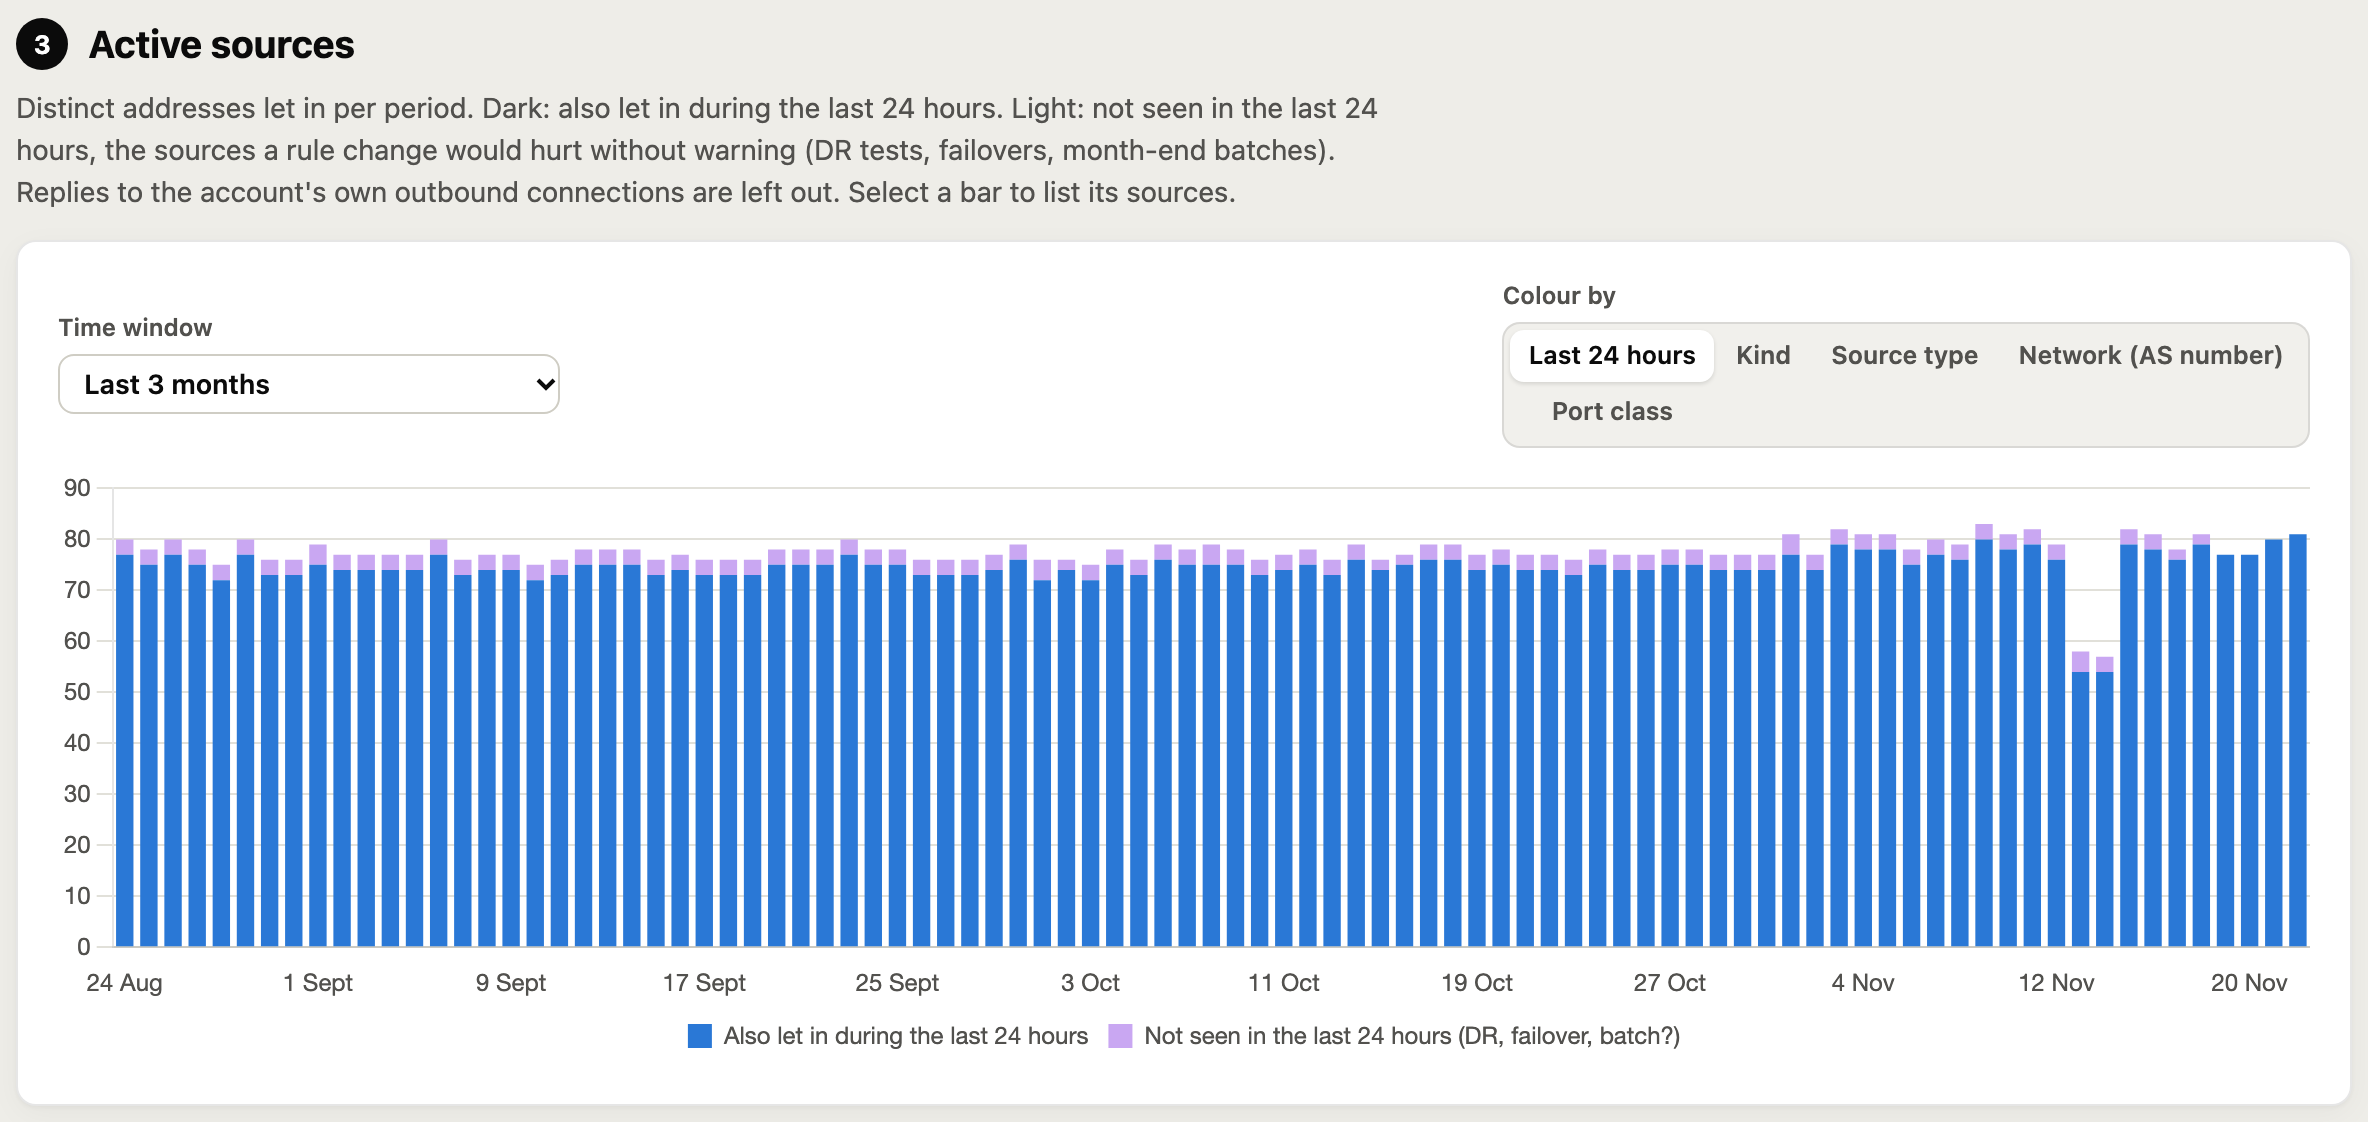 3 Active sources
Distinct addresses let in per period. Dark: also let in during the last 24 hours. Light: not seen in the last 24
hours, the sources a rule change would hurt without warning (DR tests, failovers, month-end batches).
Replies to the account's own outbound connections are left out. Select a bar to list its sources.
Time window
Last 3 months
Colour by
Last 24 hours Kind Source type Network (AS number)
Port class
90
80
70
60
50
40
30
20
10
0
24 Aug 1 Sept 9 Sept 17 Sept 25 Sept 3 Oct 11 Oct 19 Oct 27 Oct 4 Nov 12 Nov 20 Nov
Also let in during the last 24 hours Not seen in the last 24 hours (DR, failover, batch?)